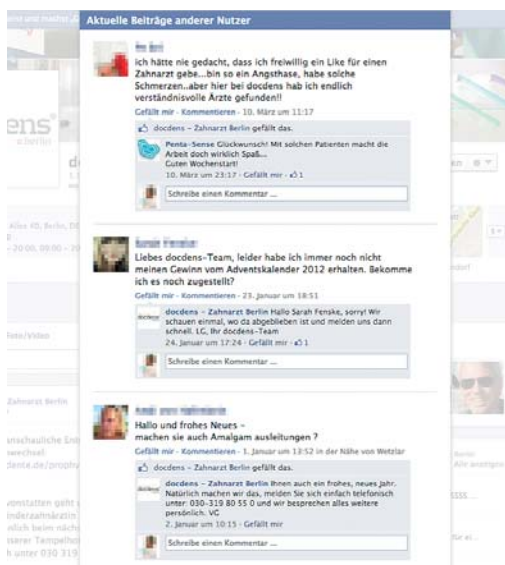 Aktuelle Beiträge anderer Nutzer
ich hätte nie gedacht, dass ich freiwillig ein Like für einen
Zahnarzt gebe...bin so ein Angsthase, habe solche
Schmerzen..aber hier bei docdens hab ich endlich
verständnisvolle Ärzte gefunden!!
Gefällt mir · Kommentieren · 10. März um 11:17
docdens – Zahnarzt Berlin gefällt das.
Penta-Sense Glückwunsch! Mit solchen Patienten macht die
Arbeit doch wirklich Spaß...
Guten Wochenstart!
10. März um 23:17 · Gefällt mir · 1
Schreibe einen Kommentar ...
Liebes docdens-Team, leider habe ich immer noch nicht
meinen Gewinn vom Adventskalender 2012 erhalten. Bekomme
ich es noch zugestellt?
Gefällt mir · Kommentieren · 23. Januar um 18:51
docdens – Zahnarzt Berlin Hallo Sarah Fenske, sorry! Wir
schauen einmal, wo da abgeblieben ist und melden uns dann
schnell. LG, Ihr docdens-Team
24. Januar um 17:24 · Gefällt mir · 1
Schreibe einen Kommentar ...
Hallo und frohes Neues –
machen sie auch Amalgam ausleitungen ?
Gefällt mir · Kommentieren · 1. Januar um 13:52 in der Nähe von Wetzlar
docdens – Zahnarzt Berlin gefällt das.
docdens – Zahnarzt Berlin Ihnen auch ein frohes, neues Jahr.
Natürlich machen wir das, melden Sie sich einfach telefonisch
unter: 030-319 80 55 0 und wir besprechen alles weitere
persönlich. VG
2. Januar um 10:15 · Gefällt mir
Schreibe einen Kommentar ...
ens
Foto/Video
Zahnarzt Berlin
Alle anzeigen